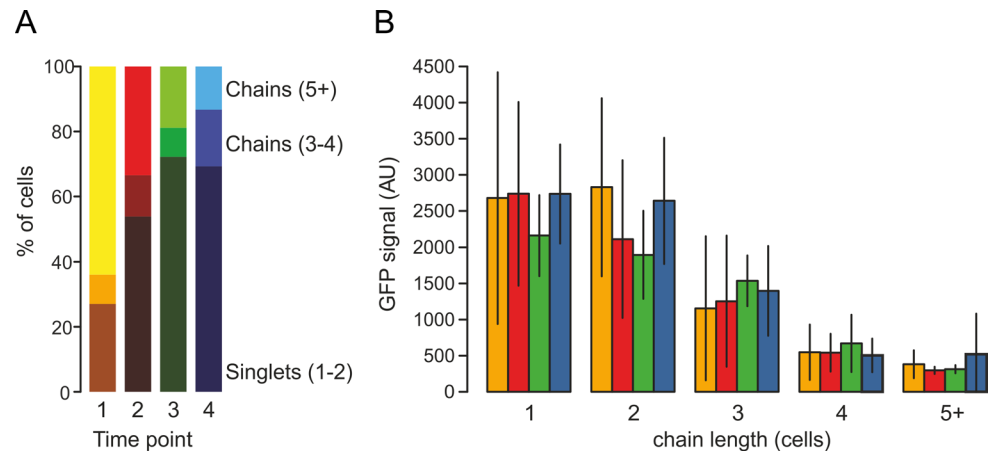 A
% of cells
100
80
60
40
20
0
Chains (5+)
Chains (3-4)
Singlets (1-2)
1 2 3 4
Time point
B
GFP signal (AU)
4500
4000
3500
3000
2500
2000
1500
1000
500
0
1 2 3 4 5+
chain length (cells)